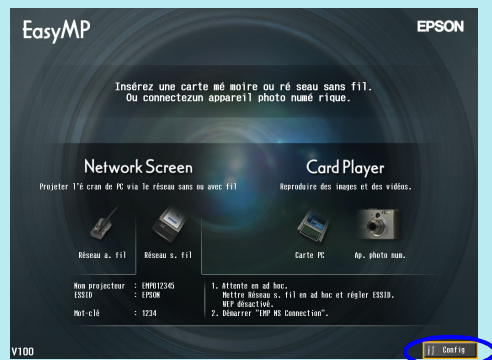 EasyMP
EPSON
Insérez une carte mé moire ou ré seau sans fil.
Ou connectezun appareil photo numé rique.
Network Screen
Projeter l'é cran de PC via le réseau sans ou avec fil
Réseau a. fil
Réseau s. fil
Card Player
Reproduire des images et des vidéos.
Carte PC
Ap. photo num.
Nom projecteur : EMP012345
ESSID : EPSON
Mot-clé : 1234
1. Attente en ad hoc.
Mettre Réseau s. fil en ad hoc et régler ESSID.
WEP désactivé.
2. Démarrer "EMP NS Connection".
V100
Config